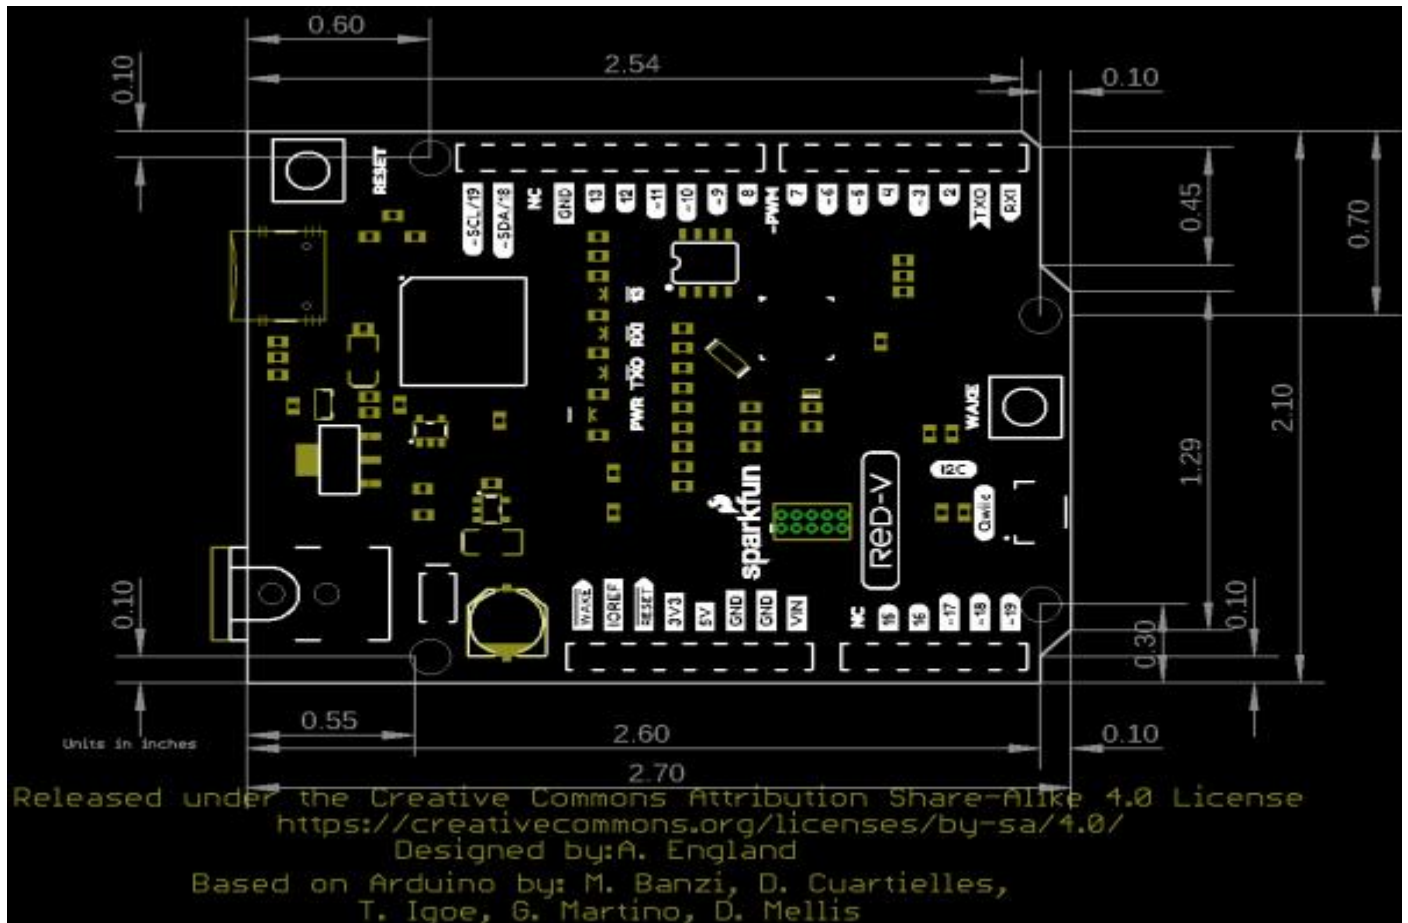 0.60
2.54
0.10
0.10
RESET
~SCL/19
~SDA/18
NC
GND
13
12
~11
~10
~9
8
~PWM
7
~6
~5
4
~3
2
TXO
RXI
0.45
0.70
13
RXI
TXO
PWR
WAKE
2.10
1.29
I2C
Qwiic
sparkfun
RED-V
0.10
WAKE
IOREF
RESET
3V3
5V
GND
GND
VIN
NC
15
16
~17
~18
~19
0.10
0.30
0.55
2.60
0.10
Units in inches
2.70
Released under the Creative Commons Attribution Share-Alike 4.0 License
https://creativecommons.org/licenses/by-sa/4.0/
Designed by:A. England
Based on Arduino by: M. Banzi, D. Cuartielles,
T. Igoe, G. Martino, D. Mellis